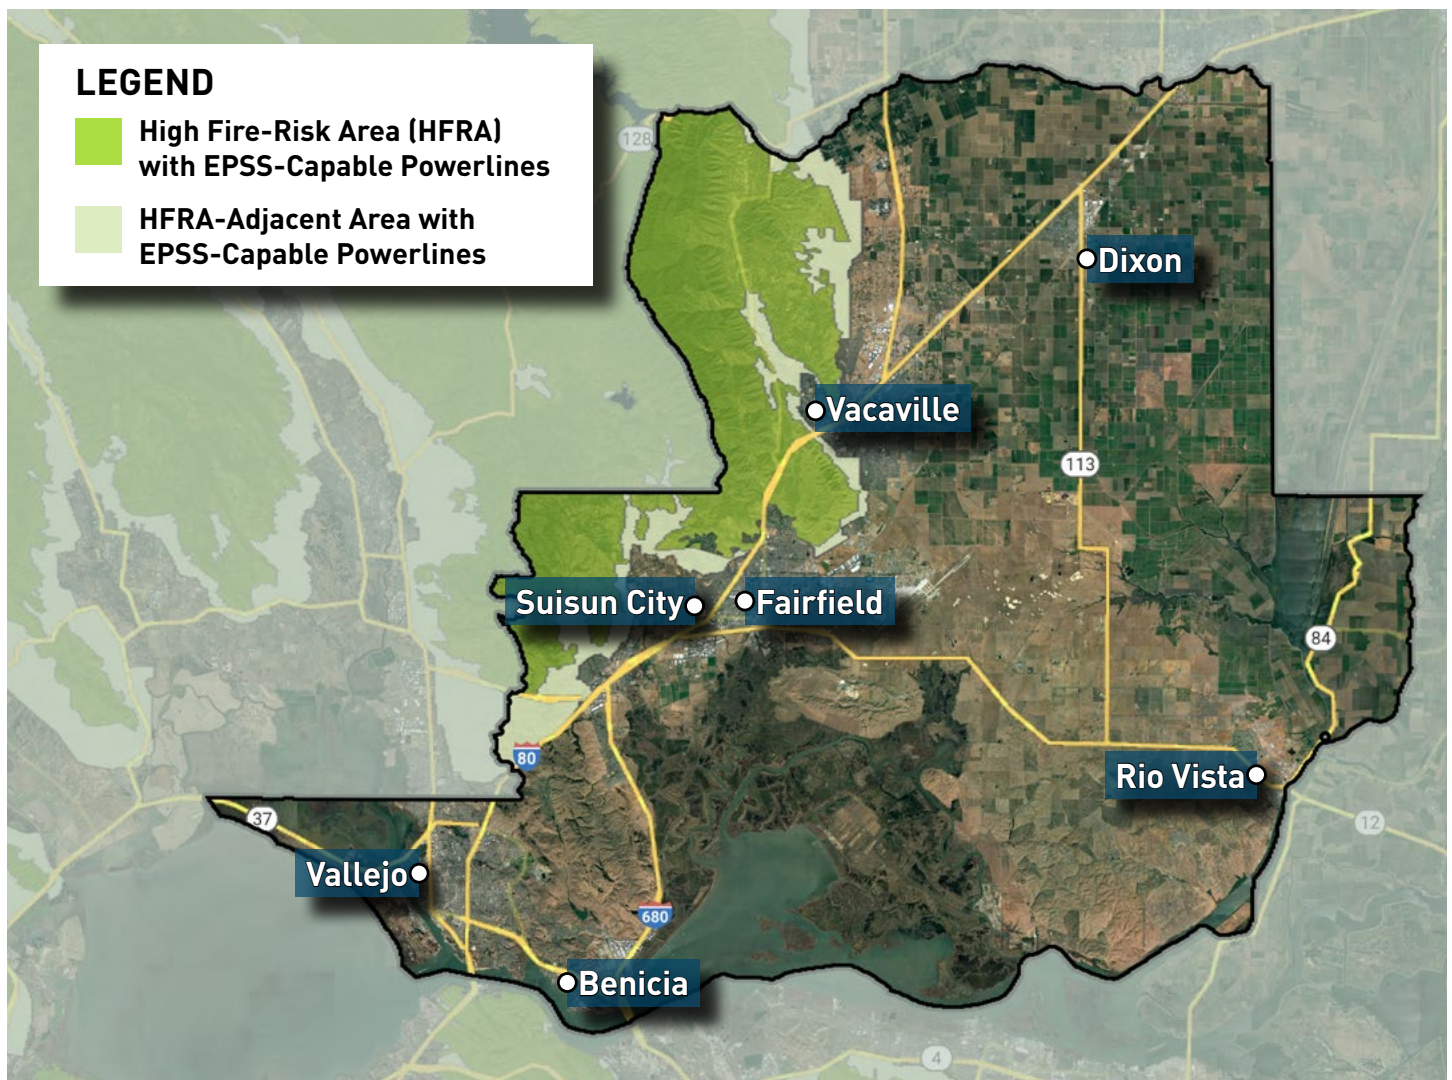 LEGEND
High Fire-Risk Area (HFRA)
with EPSS-Capable Powerlines
HFRA-Adjacent Area with
EPSS-Capable Powerlines
128
Dixon
Vacaville
113
Suisun City
Fairfield
84
80
Rio Vista
37
12
Vallejo
680
Benicia
4